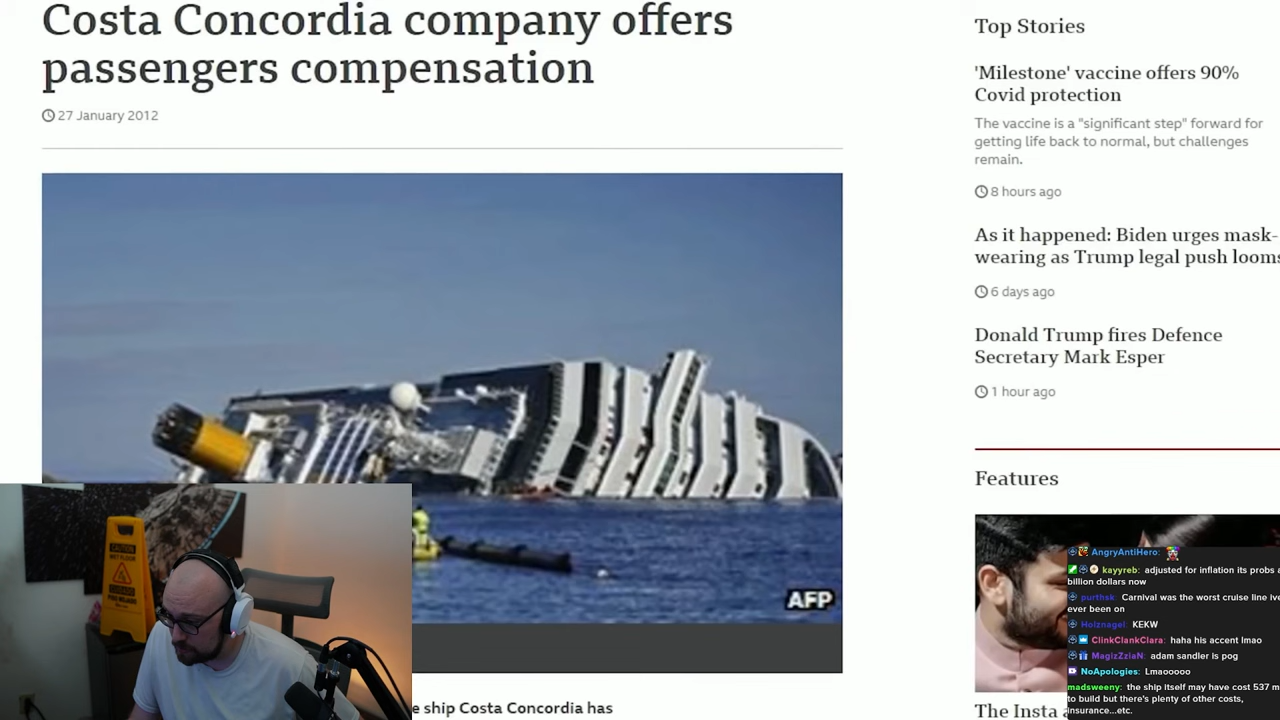 Costa Concordia company offers
passengers compensation
27 January 2012
AFP
e ship Costa Concordia has
Top Stories
'Milestone' vaccine offers 90%
Covid protection
The vaccine is a "significant step" forward for
getting life back to normal, but challenges
remain.
8 hours ago
As it happened: Biden urges mask-
wearing as Trump legal push looms
6 days ago
Donald Trump fires Defence
Secretary Mark Esper
1 hour ago
Features
The Insta
AngryAntiHero:
kayyreb: adjusted for inflation its probs a
billion dollars now
purthsk: Carnival was the worst cruise line ive
ever been on
Holznagel: KEKW
ClinkClankClara: haha his accent lmao
MagizZziaN: adam sandler is pog
NoApologies: Lmaooooo
madsweeny: the ship itself may have cost 537 m
to build but there's plenty of other costs,
insurance...etc.
CAUTION